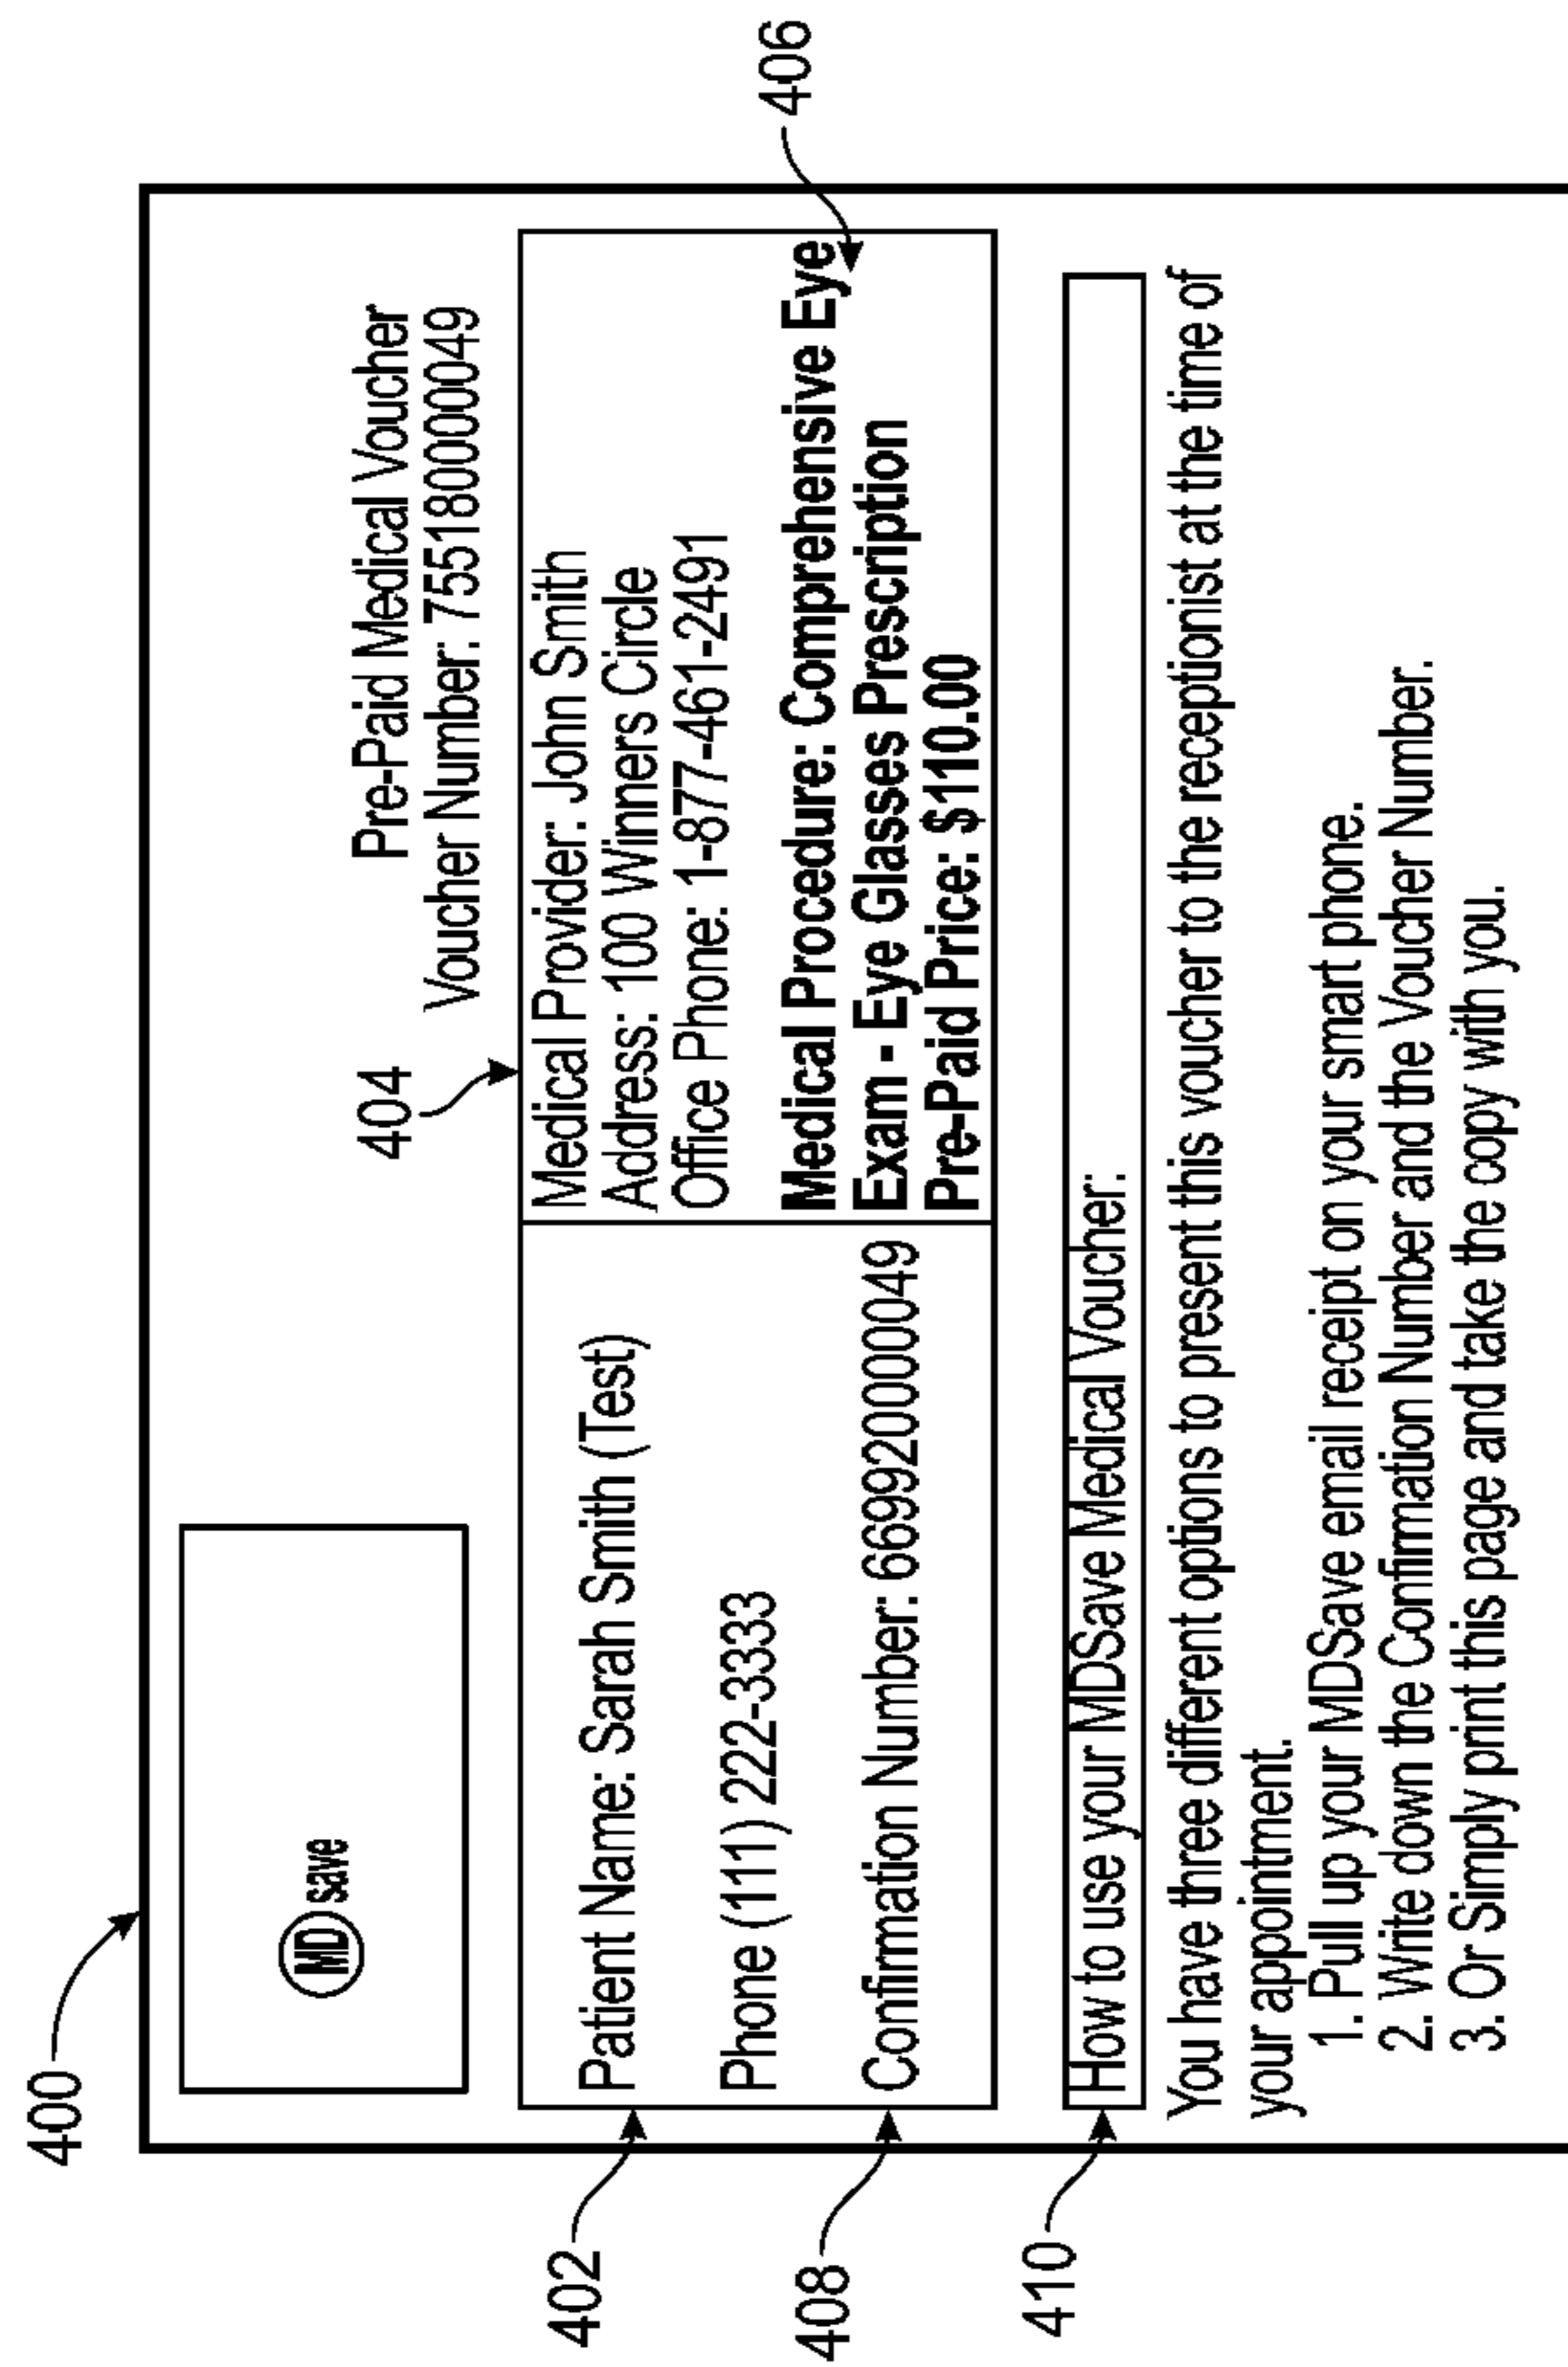 400
MD save
Pre-Paid Medical Voucher
Voucher Number: 755180000049
404
402
Patient Name: Sarah Smith (Test)
Phone (111) 222-3333
408
Confirmation Number: 669920000049
Medical Provider: John Smith
Address: 100 Winners Circle
Office Phone: 1-877-461-2491
Medical Procedure: Comprehensive Eye
Exam - Eye Glasses Prescription
Pre-Paid Price: $110.00
406
410
How to use your MDSave Medical Voucher:
You have three different options to present this voucher to the receptionist at the time of
your appointment.
1. Pull up your MDSave email receipt on your smart phone.
2. Write down the Confirmation Number and the Voucher Number.
3. Or Simply print this page and take the copy with you.